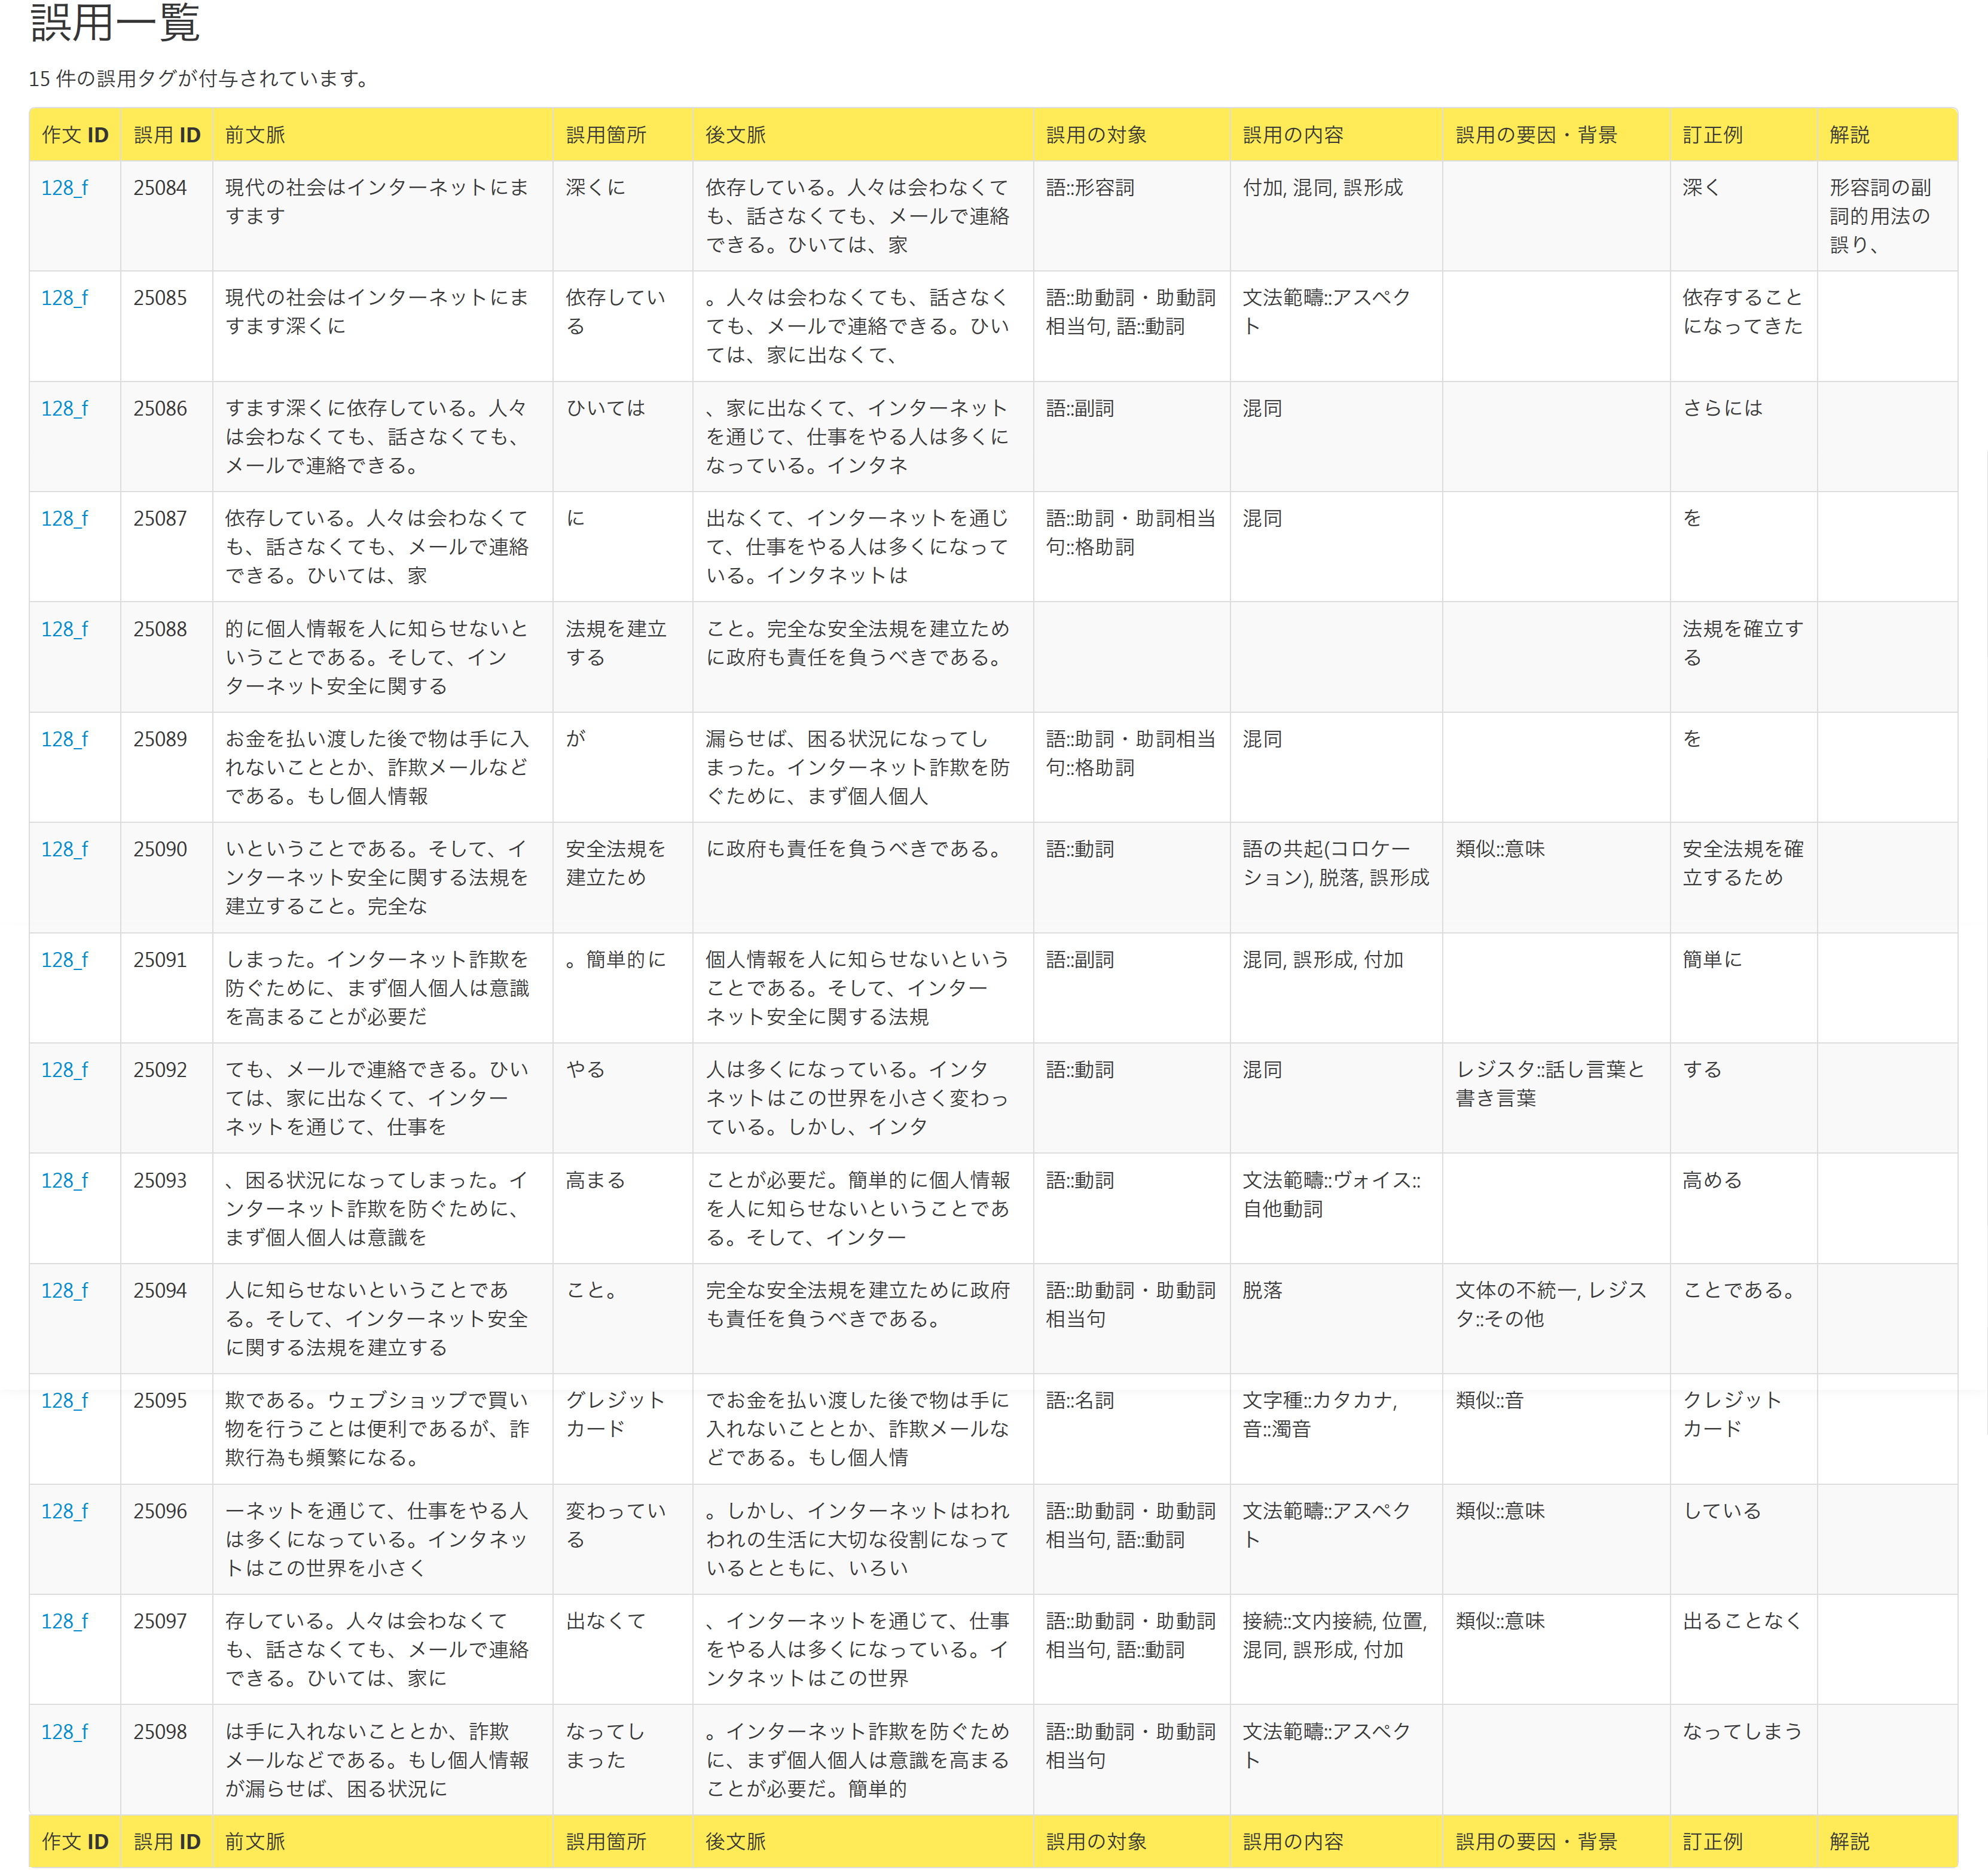 誤用一覧
15 件の誤用タグが付与されています。
作文 ID 誤用 ID 前文脈 誤用箇所 後文脈 誤用の対象 誤用の内容 誤用の要因・背景 訂正例 解説
128_f 25084 現代の社会はインターネットにま 深くに 依存している。人々は会わなくて 語::形容詞 付加, 混同, 誤形成 深く 形容詞の副
すます も、話さなくても、メールで連絡 詞的用法の
できる。ひいては、家 誤り、
128_f 25085 現代の社会はインターネットにま 依存してい 。人々は会わなくても、話さなく 語::助動詞・助動詞 文法範疇::アスペク 依存すること
すます深くに る ても、メールで連絡できる。ひい 相当句, 語::動詞 ト になってきた
ては、家に出なくて、
128_f 25086 すます深くに依存している。人々 ひいては 、家に出なくて、インターネット 語::副詞 混同 さらには
は会わなくても、話さなくても、 を通じて、仕事をやる人は多くに
メールで連絡できる。 なっている。インタネ
128_f 25087 依存している。人々は会わなくて に 出なくて、インターネットを通じ 語::助詞・助詞相当 混同 を
も、話さなくても、メールで連絡 て、仕事をやる人は多くになって 句::格助詞
できる。ひいては、家 いる。インタネットは
128_f 25088 的に個人情報を人に知らせないと 法規を建立 こと。完全な安全法規を建立ため 法規を確立す
いうことである。そして、イン する に政府も責任を負うべきである。 る
ターネット安全に関する
128_f 25089 お金を払い渡した後で物は手に入 が 漏らせば、困る状況になってし 語::助詞・助詞相当 混同 を
れないこととか、詐欺メールなど まった。インターネット詐欺を防 句::格助詞
である。もし個人情報 ぐために、まず個人個人
128_f 25090 いということである。そして、イ 安全法規を に政府も責任を負うべきである。 語::動詞 語の共起(コロケー 類似::意味 安全法規を確
ンターネット安全に関する法規を 建立ため ション), 脱落, 誤形成 立するため
建立すること。完全な
128_f 25091 しまった。インターネット詐欺を 。簡単的に 個人情報を人に知らせないという 語::副詞 混同, 誤形成, 付加 簡単に
防ぐために、まず個人個人は意識 ことである。そして、インター
を高まることが必要だ ネット安全に関する法規
128_f 25092 ても、メールで連絡できる。ひい やる 人は多くになっている。インタ 語::動詞 混同 レジスタ::話し言葉と する
ては、家に出なくて、インター ネットはこの世界を小さく変わっ 書き言葉
ネットを通じて、仕事を ている。しかし、インタ
128_f 25093 、困る状況になってしまった。イ 高まる ことが必要だ。簡単的に個人情報 語::動詞 文法範疇::ヴォイス:: 高める
ンターネット詐欺を防ぐために、 を人に知らせないということであ 自他動詞
まず個人個人は意識を る。そして、インター
128_f 25094 人に知らせないということであ こと。 完全な安全法規を建立ために政府 語::助動詞・助動詞 脱落 文体の不統一, レジス ことである。
る。そして、インターネット安全 も責任を負うべきである。 相当句 タ::その他
に関する法規を建立する
128_f 25095 欺である。ウェブショップで買い グレジット でお金を払い渡した後で物は手に 語::名詞 文字種::カタカナ, 類似::音 クレジット
物を行うことは便利であるが、詐 カード 入れないこととか、詐欺メールな 音::濁音 カード
欺行為も頻繁になる。 どである。もし個人情
128_f 25096 ーネットを通じて、仕事をやる人 変わってい 。しかし、インターネットはわれ 語::助動詞・助動詞 文法範疇::アスペク 類似::意味 している
は多くになっている。インタネッ る われの生活に大切な役割になって 相当句, 語::動詞 ト
トはこの世界を小さく いるとともに、いろい
128_f 25097 存している。人々は会わなくて 出なくて 、インターネットを通じて、仕事 語::助動詞・助動詞 接続::文内接続, 位置, 類似::意味 出ることなく
も、話さなくても、メールで連絡 をやる人は多くになっている。イ 相当句, 語::動詞 混同, 誤形成, 付加
できる。ひいては、家に ンタネットはこの世界
128_f 25098 は手に入れないこととか、詐欺 なってし 。インターネット詐欺を防ぐため 語::助動詞・助動詞 文法範疇::アスペク なってしまう
メールなどである。もし個人情報 まった に、まず個人個人は意識を高まる 相当句 ト
が漏らせば、困る状況に ことが必要だ。簡単的
作文 ID 誤用 ID 前文脈 誤用箇所 後文脈 誤用の対象 誤用の内容 誤用の要因・背景 訂正例 解説